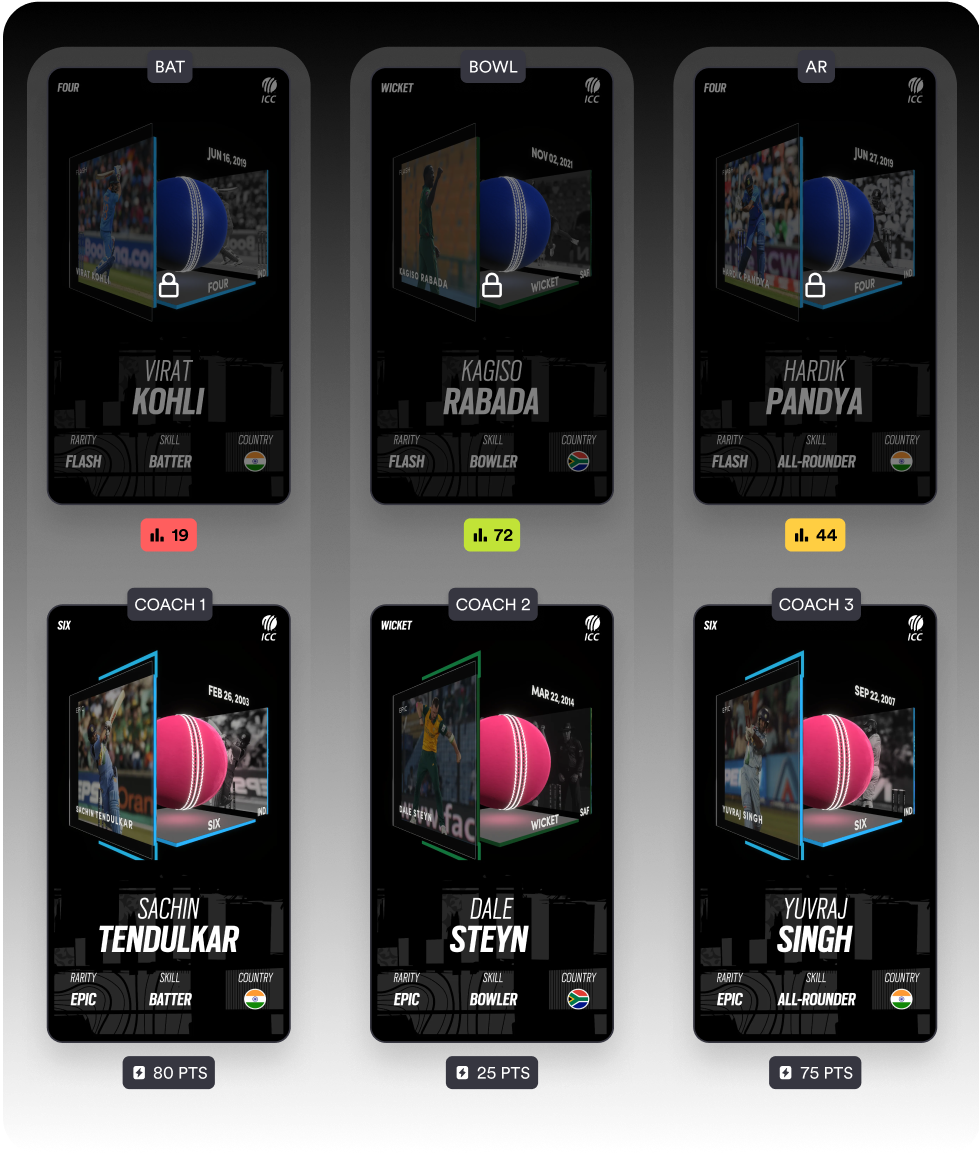 BAT
FOUR
ICC
JUN 16, 2019
FLASH
VIRAT KOHLI
IND
FOUR
VIRAT
KOHLI
RARITY SKILL COUNTRY
FLASH BATTER
19
BOWL
WICKET
ICC
NOV 02, 2021
FLASH
KAGISO RABADA
SAF
WICKET
KAGISO
RABADA
RARITY SKILL COUNTRY
FLASH BOWLER
72
AR
FOUR
ICC
JUN 27, 2019
HARDIK PANDYA
IND
FOUR
HARDIK
PANDYA
RARITY SKILL COUNTRY
FLASH ALL-ROUNDER
44
COACH 1
SIX
ICC
FEB 26, 2003
SACHIN TENDULKAR
IND
SIX
SACHIN
TENDULKAR
RARITY SKILL COUNTRY
EPIC BATTER
80 PTS
COACH 2
WICKET
ICC
MAR 22, 2014
EPIC
DALE STEYN
SAF
WICKET
DALE
STEYN
RARITY SKILL COUNTRY
EPIC BOWLER
25 PTS
COACH 3
SIX
ICC
SEP 22, 2007
EPIC
YUVRAJ SINGH
IND
SIX
YUVRAJ
SINGH
RARITY SKILL COUNTRY
EPIC ALL-ROUNDER
75 PTS